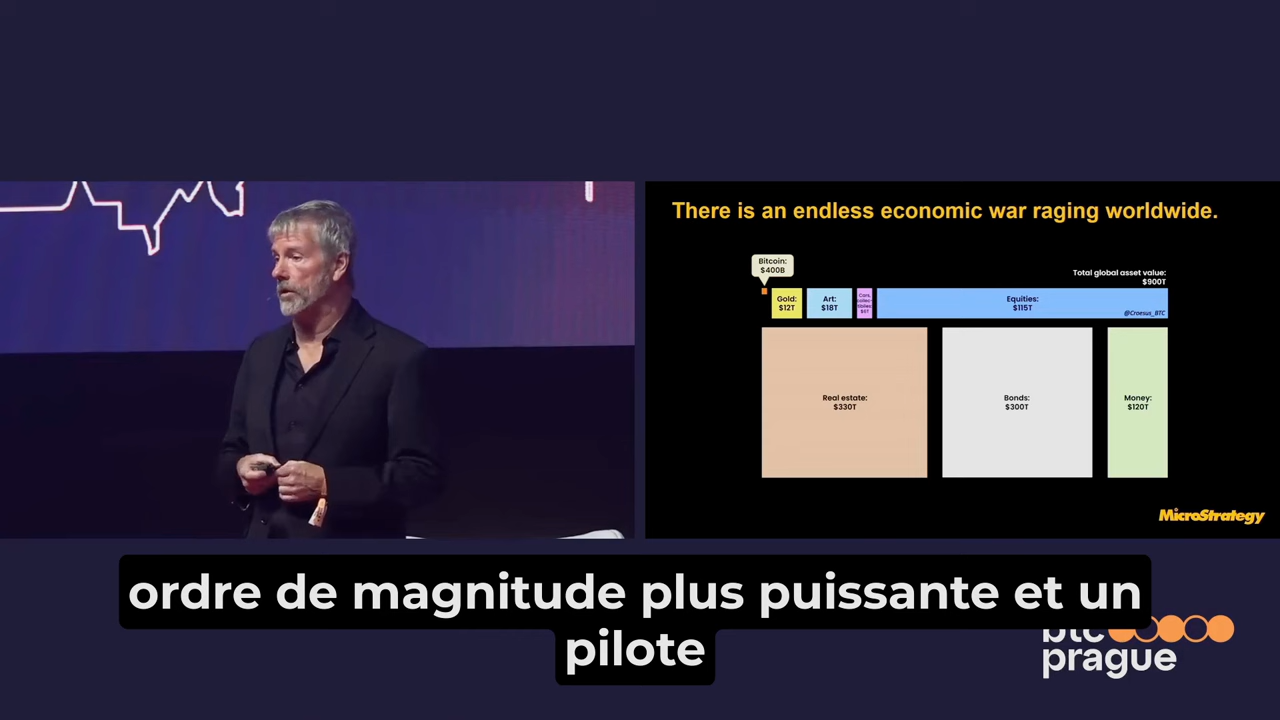 There is an endless economic war raging worldwide.
Bitcoin:
$400B
Total global asset value:
$900T
Gold:
$12T
Art:
$18T
$6T
Equities:
$115T
@Croesus_BTC
Real estate:
$330T
Bonds:
$300T
Money:
$120T
MicroStrategy
ordre de magnitude plus puissante et un
pilote
btc
prague